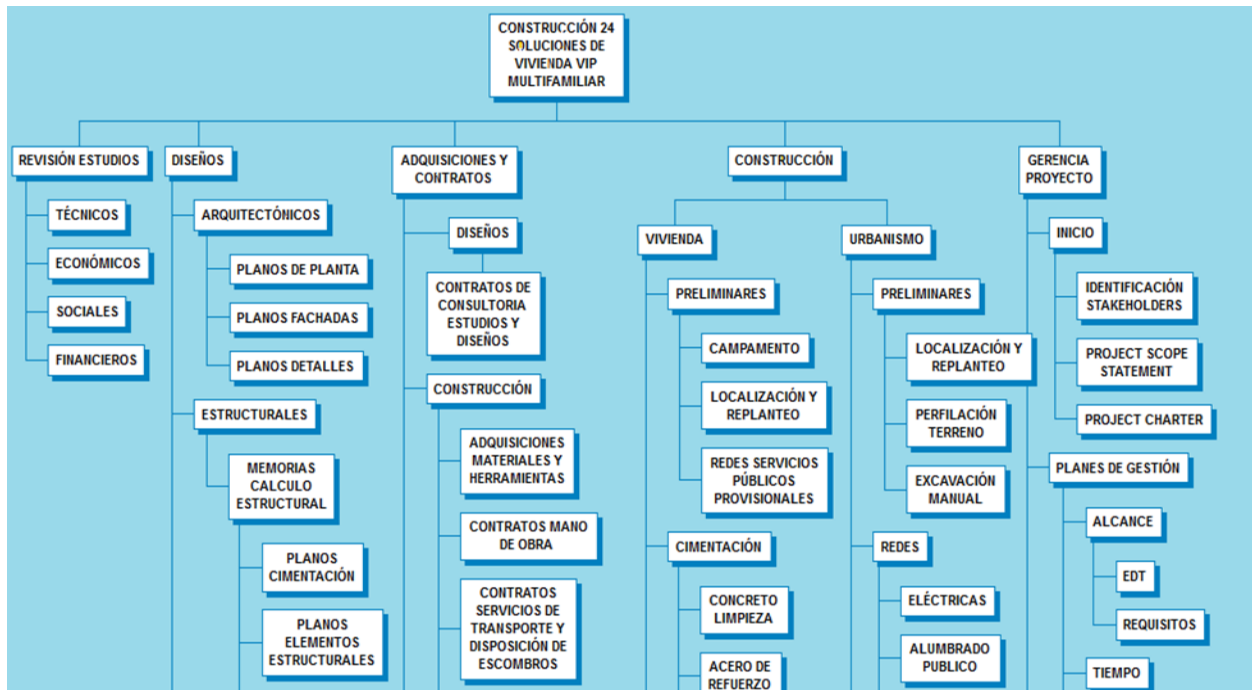 CONSTRUCCIÓN 24
SOLUCIONES DE
VIVIENDA VIP
MULTIFAMILIAR
REVISIÓN ESTUDIOS
TÉCNICOS
ECONÓMICOS
SOCIALES
FINANCIEROS
DISEÑOS
ARQUITECTÓNICOS
PLANOS DE PLANTA
PLANOS FACHADAS
PLANOS DETALLES
ESTRUCTURALES
MEMORIAS
CALCULO
ESTRUCTURAL
PLANOS
CIMENTACIÓN
PLANOS
ELEMENTOS
ESTRUCTURALES
ADQUISICIONES Y
CONTRATOS
DISEÑOS
CONTRATOS DE
CONSULTORIA
ESTUDIOS Y
DISEÑOS
CONSTRUCCIÓN
ADQUISICIONES
MATERIALES Y
HERRAMIENTAS
CONTRATOS MANO
DE OBRA
CONTRATOS
SERVICIOS DE
TRANSPORTE Y
DISPOSICIÓN DE
ESCOMBROS
CONSTRUCCIÓN
VIVIENDA
PRELIMINARES
CAMPAMENTO
LOCALIZACIÓN Y
REPLANTEO
REDES SERVICIOS
PÚBLICOS
PROVISIONALES
CIMENTACIÓN
CONCRETO
LIMPIEZA
ACERO DE
REFUERZO
URBANISMO
PRELIMINARES
LOCALIZACIÓN Y
REPLANTEO
PERFILACIÓN
TERRENO
EXCAVACIÓN
MANUAL
REDES
ELÉCTRICAS
ALUMBRADO
PUBLICO
GERENCIA
PROYECTO
INICIO
IDENTIFICACIÓN
STAKEHOLDERS
PROJECT SCOPE
STATEMENT
PROJECT CHARTER
PLANES DE GESTIÓN
ALCANCE
EDT
REQUISITOS
TIEMPO